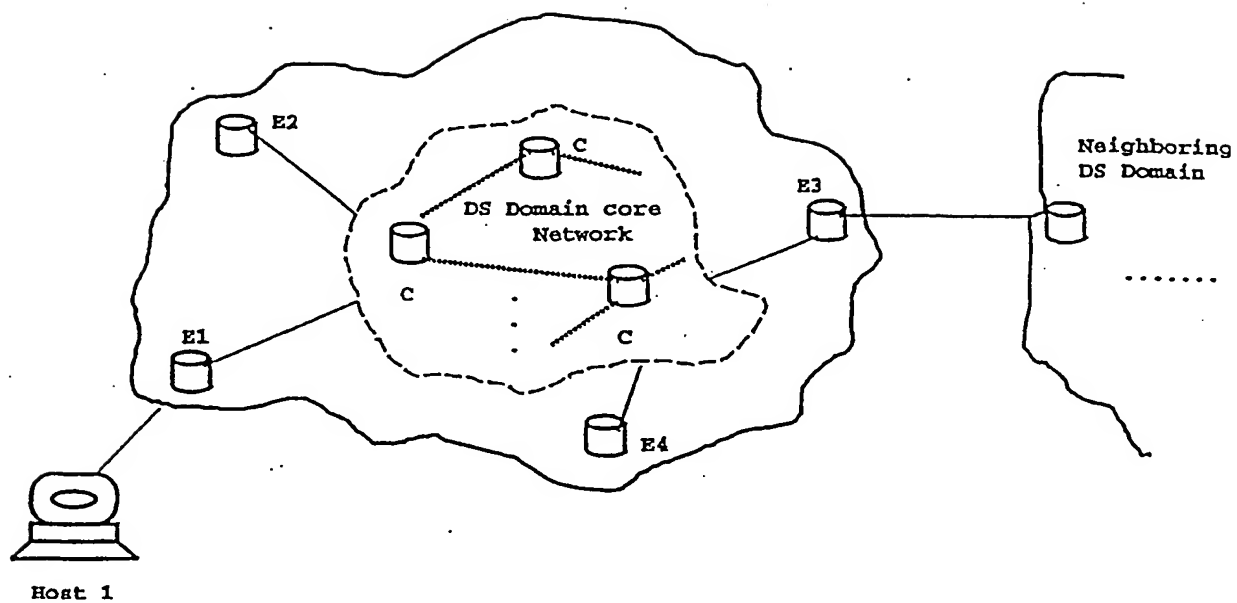 E2
C
Neighboring
DS Domain
E3
DS Domain core
Network
C
C
E1
E4
Host 1